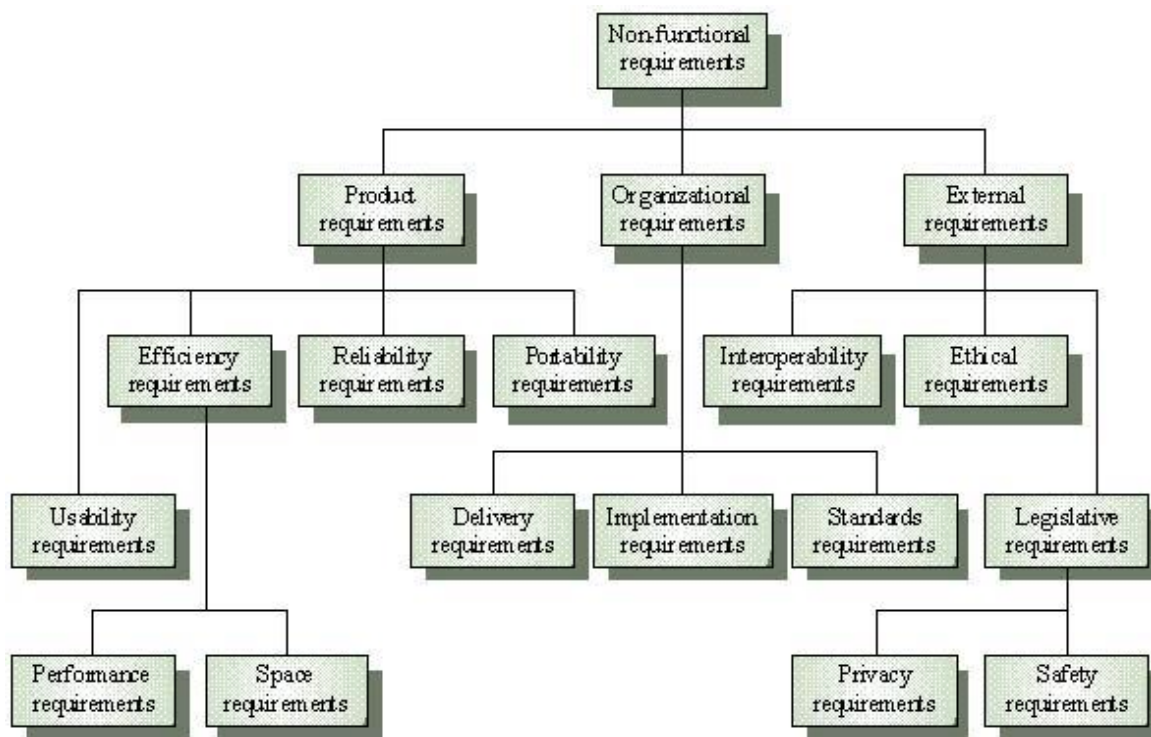 Non-functional
requirements
Product
requirements
Organizational
requirements
External
requirements
Efficiency
requirements
Reliability
requirements
Portability
requirements
Interoperability
requirements
Ethical
requirements
Usability
requirements
Delivery
requirements
Implementation
requirements
Standards
requirements
Legislative
requirements
Performance
requirements
Space
requirements
Privacy
requirements
Safety
requirements